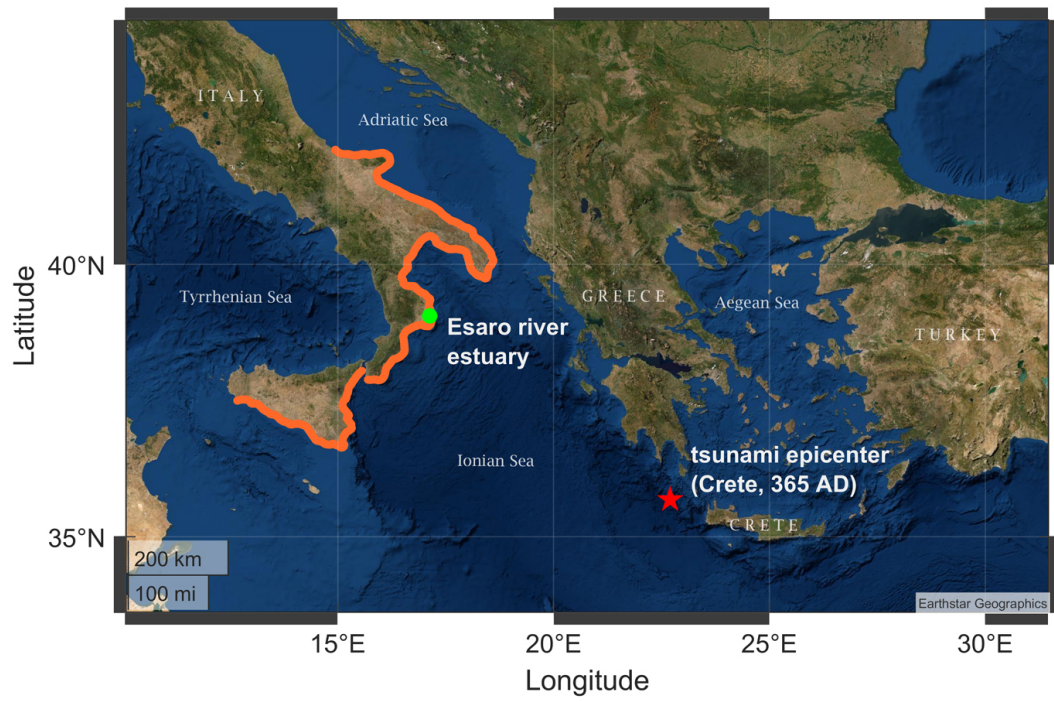 ITALY
Adriatic Sea
40°N
Tyrrhenian Sea
GREECE
Aegean Sea
TURKEY
Esaro river
estuary
Latitude
Ionian Sea
tsunami epicenter
(Crete, 365 AD)
CRETE
35°N
200 km
100 mi
Earthstar Geographics
15°E
20°E
25°E
30°E
Longitude